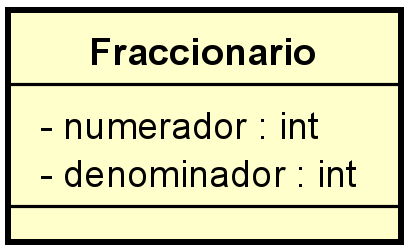 Fraccionario
- numerador : int
- denominador : int